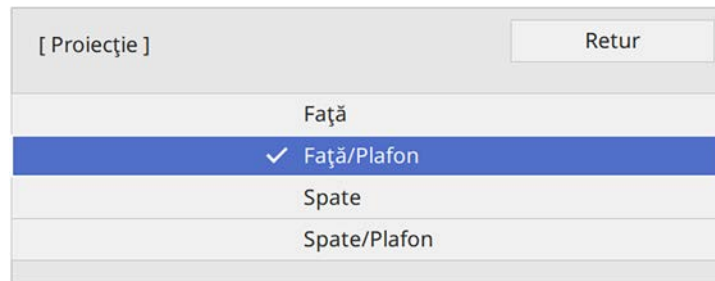 [ Proiecţie ]
Retur
Faţă
Faţă/Plafon
Spate
Spate/Plafon